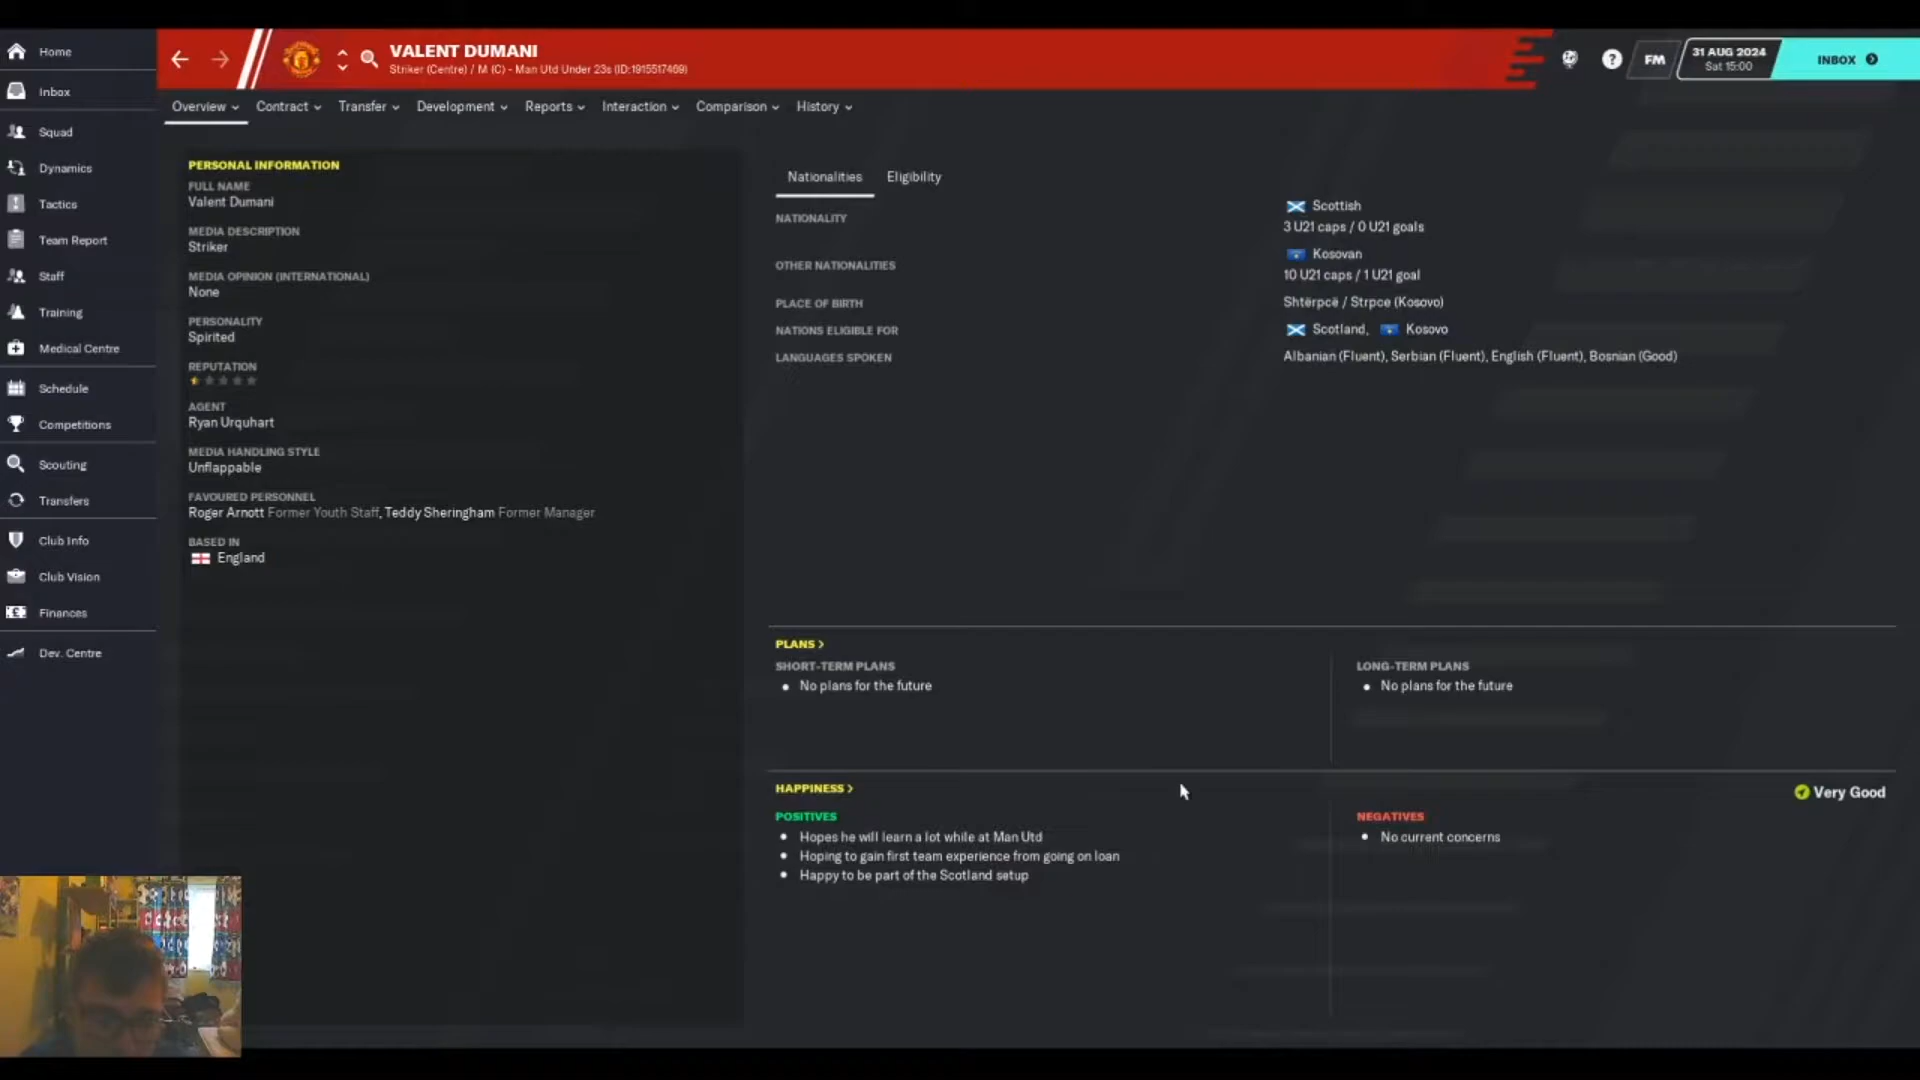 Home
Inbox
Squad
Dynamics
Tactics
Team Report
Staff
Training
Medical Centre
Schedule
Competitions
Scouting
Transfers
Club Info
Club Vision
Finances
Dev. Centre
VALENT DUMANI
Striker (Centre) / M (C) - Man Utd Under 23s (ID:1915517469)
?
FM
31 AUG 2024
Sat 15:00
INBOX
Overview
Contract
Transfer
Development
Reports
Interaction
Comparison
History
PERSONAL INFORMATION
FULL NAME
Valent Dumani
MEDIA DESCRIPTION
Striker
MEDIA OPINION (INTERNATIONAL)
None
PERSONALITY
Spirited
REPUTATION
AGENT
Ryan Urquhart
MEDIA HANDLING STYLE
Unflappable
FAVOURED PERSONNEL
Roger Arnott Former Youth Staff, Teddy Sheringham Former Manager
BASED IN
England
Nationalities
Eligibility
NATIONALITY
Scottish
3 U21 caps / 0 U21 goals
OTHER NATIONALITIES
Kosovan
10 U21 caps / 1 U21 goal
PLACE OF BIRTH
Shtërpcë / Strpce (Kosovo)
NATIONS ELIGIBLE FOR
Scotland, Kosovo
LANGUAGES SPOKEN
Albanian (Fluent), Serbian (Fluent), English (Fluent), Bosnian (Good)
PLANS >
SHORT-TERM PLANS
• No plans for the future
LONG-TERM PLANS
• No plans for the future
HAPPINESS >
Very Good
POSITIVES
• Hopes he will learn a lot while at Man Utd
• Hoping to gain first team experience from going on loan
• Happy to be part of the Scotland setup
NEGATIVES
• No current concerns